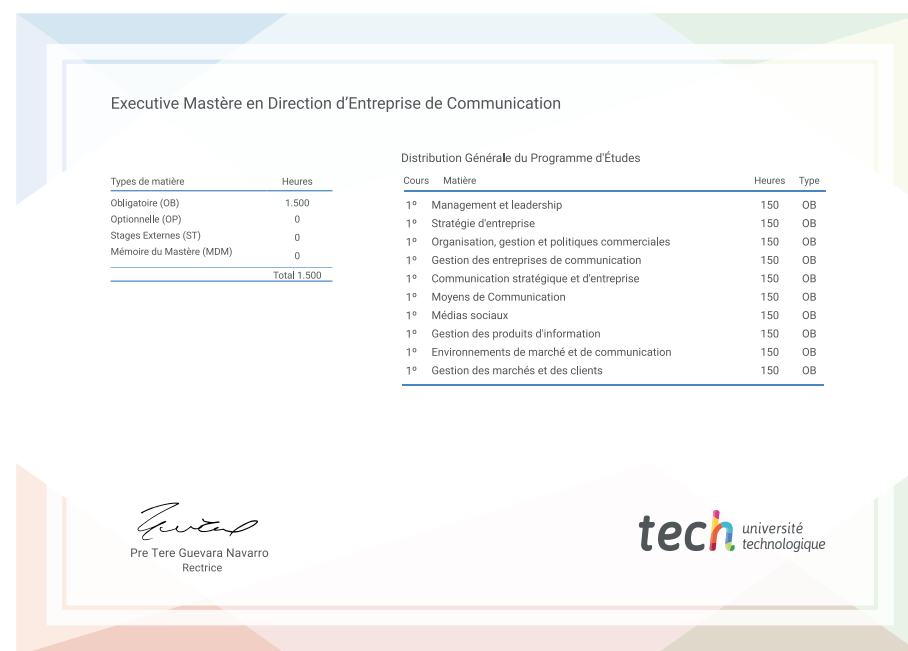 Executive Mastère en Direction d’Entreprise de Communication
Types de matière Heures
Obligatoire (OB) 1.500
Optionnelle (OP) 0
Stages Externes (ST) 0
Mémoire du Mastère (MDM) 0
Total 1.500
Distribution Générale du Programme d'Études
Cours Matière Heures Type
1º Management et leadership 150 OB
1º Stratégie d'entreprise 150 OB
1º Organisation, gestion et politiques commerciales 150 OB
1º Gestion des entreprises de communication 150 OB
1º Communication stratégique et d'entreprise 150 OB
1º Moyens de Communication 150 OB
1º Médias sociaux 150 OB
1º Gestion des produits d'information 150 OB
1º Environnements de marché et de communication 150 OB
1º Gestion des marchés et des clients 150 OB
Pre Tere Guevara Navarro
Rectrice
tech université
technologique